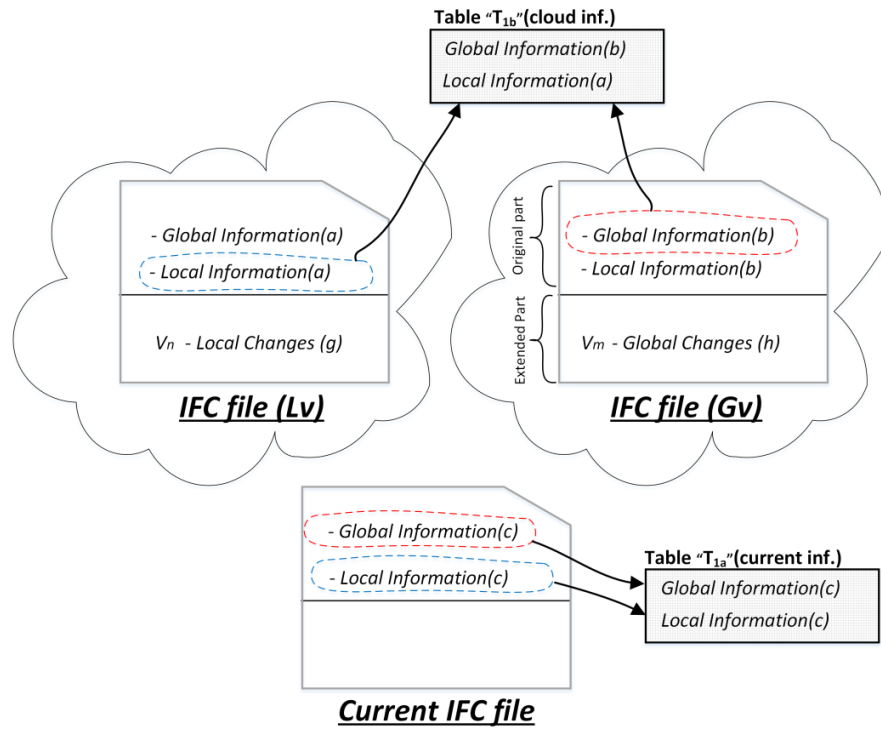 Table “T1b”(cloud inf.)
Global Information(b)
Local Information(a)
- Global Information(a)
- Local Information(a)
Vn - Local Changes (g)
IFC file (Lv)
Original part
- Global Information(b)
- Local Information(b)
Extended Part
Vm - Global Changes (h)
IFC file (Gv)
- Global Information(c)
- Local Information(c)
Current IFC file
Table “T1a”(current inf.)
Global Information(c)
Local Information(c)